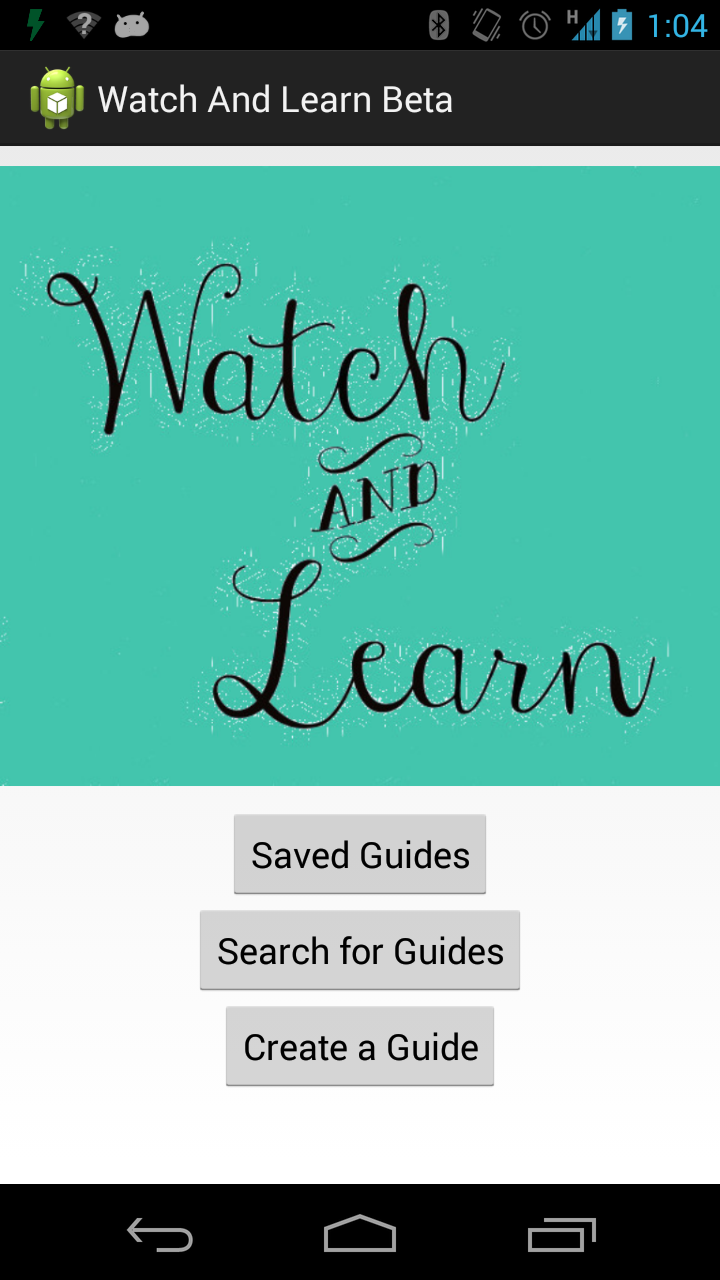 H 1:04
Watch And Learn Beta
Watch
AND
Learn
Saved Guides
Search for Guides
Create a Guide